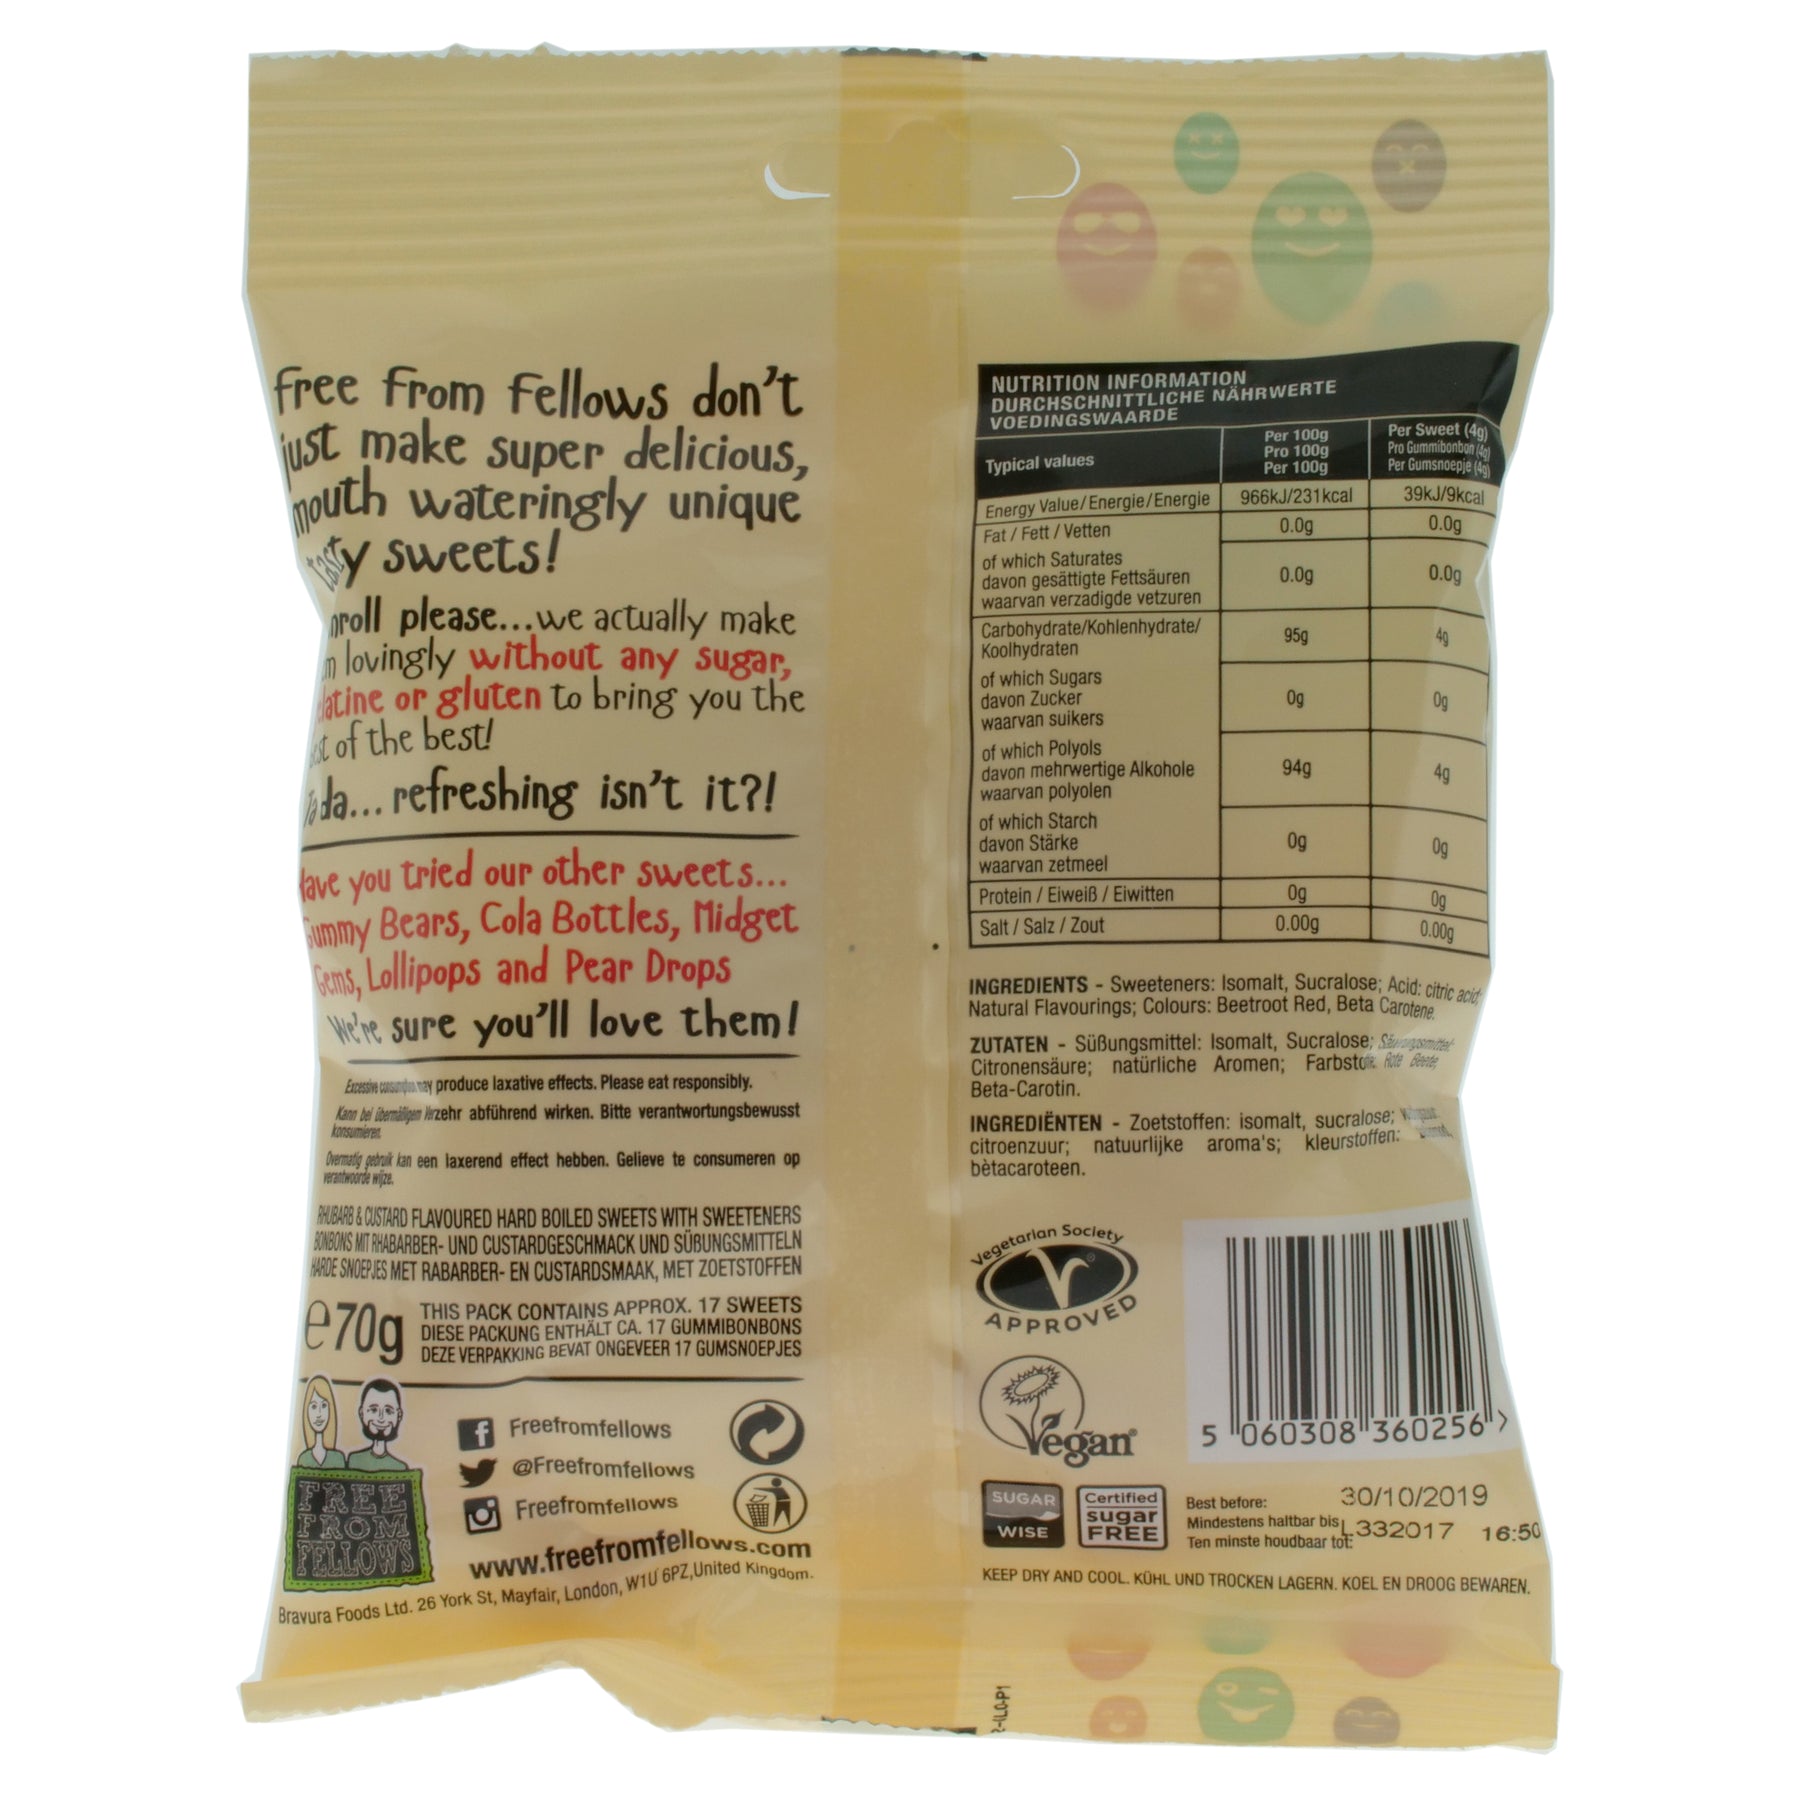 Free From Fellows don't
just make super delicious,
mouth wateringly unique
tasty sweets!
please...we actually make
lovingly without any sugar,
or gluten to bring you the
of the best!
Ta da... refreshing isn't it?!
Have you tried our other sweets...
Gummy Bears, Cola Bottles, Midget
Gems, Lollipops and Pear Drops
We're sure you'll love them!
Excessive consumption may produce laxative effects. Please eat responsibly.
Kann bei übermäßigem Verzehr abführend wirken. Bitte verantwortungsbewusst
konsumieren.
Overmatig gebruik kan een laxerend effect hebben. Gelieve te consumeren op
verantwoorde wijze.
RHUBARB & CUSTARD FLAVOURED HARD BOILED SWEETS WITH SWEETENERS
BONBONS MIT RHABARBER- UND CUSTARDGESCHMACK UND SÜßUNGSMITTELN
HARDE SNOEPJES MET RABARBER- EN CUSTARDSMAAK, MET ZOETSTOFFEN
e70g
THIS PACK CONTAINS APPROX. 17 SWEETS
DIESE PACKUNG ENTHÄLT CA. 17 GUMMIBONBONS
DEZE VERPAKKING BEVAT ONGEVEER 17 GUMSNOEPJES
Freefromfellows
@Freefromfellows
Freefromfellows
FREE
FROM
FELLOWS
www.freefromfellows.com
Bravura Foods Ltd. 26 York St, Mayfair, London, W1U 6PZ,United Kingdom.
NUTRITION INFORMATION
DURCHSCHNITTLICHE NÄHRWERTE
VOEDINGSWAARDE
Typical values
Per 100g
Pro 100g
Per 100g
Per Sweet (4g)
Pro Gummibonbon (4g)
Per Gumsnoepje (4g)
Energy Value/Energie/Energie 966kJ/231kcal 39kJ/9kcal
Fat / Fett / Vetten 0.0g 0.0g
of which Saturates
davon gesättigte Fettsäuren 0.0g 0.0g
waarvan verzadigde vetzuren
Carbohydrate/Kohlenhydrate/ 95g 4g
Koolhydraten
of which Sugars
davon Zucker 0g 0g
waarvan suikers
of which Polyols
davon mehrwertige Alkohole 94g 4g
waarvan polyolen
of which Starch
davon Stärke 0g 0g
waarvan zetmeel
Protein / Eiweiß / Eiwitten 0g 0g
Salt / Salz / Zout 0.00g 0.00g
INGREDIENTS - Sweeteners: Isomalt, Sucralose; Acid: citric acid;
Natural Flavourings; Colours: Beetroot Red, Beta Carotene.
ZUTATEN - Süßungsmittel: Isomalt, Sucralose; Säuerungsmittel:
Citronensäure; natürliche Aromen; Farbstoffe: Rote Beete,
Beta-Carotin.
INGREDIËNTEN - Zoetstoffen: isomalt, sucralose;
citroenzuur; natuurlijke aroma's; kleurstoffen:
bètacaroteen.
Vegetarian Society
APPROVED
Vegan
5 060308 360256 >
SUGAR
WISE
Certified
sugar
FREE
Best before: 30/10/2019
Mindestens haltbar bis
Ten minste houdbaar tot:
L332017 16:50
KEEP DRY AND COOL. KÜHL UND TROCKEN LAGERN. KOEL EN DROOG BEWAREN.